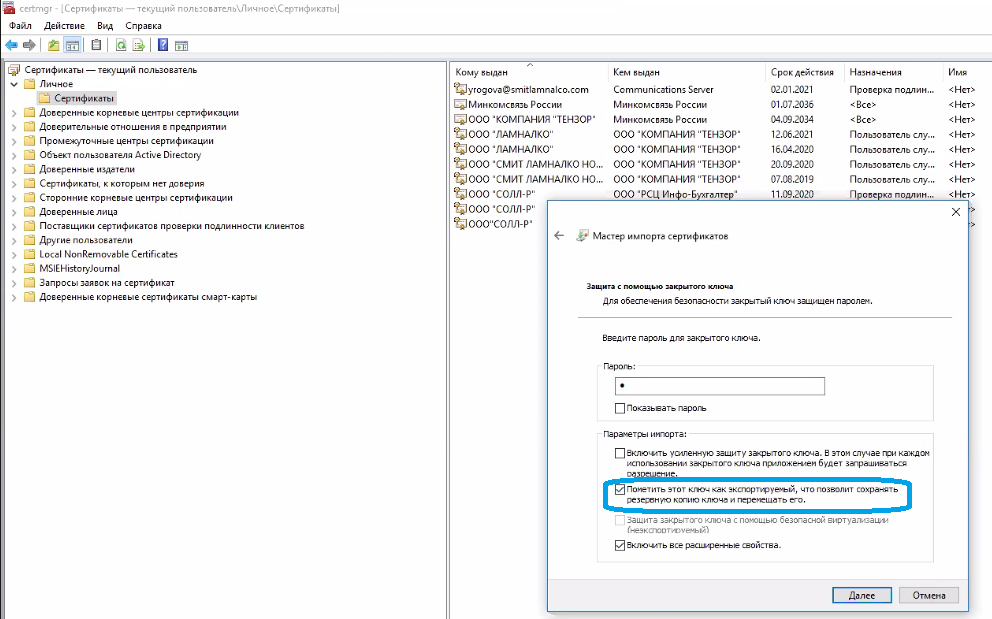 certmgr - [Сертификаты — текущий пользователь\Личное\Сертификаты]
Файл Действие Вид Справка
Сертификаты — текущий пользователь
Личное
Сертификаты
Доверенные корневые центры сертификации
Доверительные отношения в предприятии
Промежуточные центры сертификации
Объект пользователя Active Directory
Доверенные издатели
Сертификаты, к которым нет доверия
Сторонние корневые центры сертификации
Доверенные лица
Поставщики сертификатов проверки подлинности клиентов
Другие пользователи
Local NonRemovable Certificates
MSIEHistoryJournal
Запросы заявок на сертификат
Доверенные корневые сертификаты смарт-карты
Кому выдан Кем выдан Срок действия Назначения Имя
yrogova@smitlamnalco.com Communications Server 02.01.2021 Проверка подлин... <Нет>
Минкомсвязь России Минкомсвязь России 01.07.2036 <Все> <Нет>
ООО "КОМПАНИЯ "ТЕНЗОР" ООО "КОМПАНИЯ "ТЕНЗОР" 04.09.2034 <Все> <Нет>
ООО "ЛАМНАЛКО" ООО "КОМПАНИЯ "ТЕНЗОР" 12.06.2021 Пользователь слу... <Нет>
ООО "ЛАМНАЛКО" ООО "КОМПАНИЯ "ТЕНЗОР" 16.04.2020 Пользователь слу... <Нет>
ООО "СМИТ ЛАМНАЛКО НО... ООО "КОМПАНИЯ "ТЕНЗОР" 20.09.2020 Пользователь слу... <Нет>
ООО "СМИТ ЛАМНАЛКО НО... ООО "КОМПАНИЯ "ТЕНЗОР" 07.08.2019 Пользователь слу... <Нет>
ООО "СОЛЛ-Р" ООО "РСЦ Инфо-Бухгалтер" 11.09.2020 Проверка подлин... <Нет>
ООО "СОЛЛ-Р"
ООО"СОЛЛ-Р"
Мастер импорта сертификатов
Защита с помощью закрытого ключа
Для обеспечения безопасности закрытый ключ защищен паролем.
Введите пароль для закрытого ключа.
Пароль:
Показывать пароль
Параметры импорта:
Включить усиленную защиту закрытого ключа. В этом случае при каждом
использовании закрытого ключа приложением будет запрашиваться
разрешение.
Пометить этот ключ как экспортируемый, что позволит сохранять
резервную копию ключа и перемещать его.
Защита закрытого ключа с помощью безопасной виртуализации
(неэкспортируемый)
Включить все расширенные свойства.
Далее Отмена